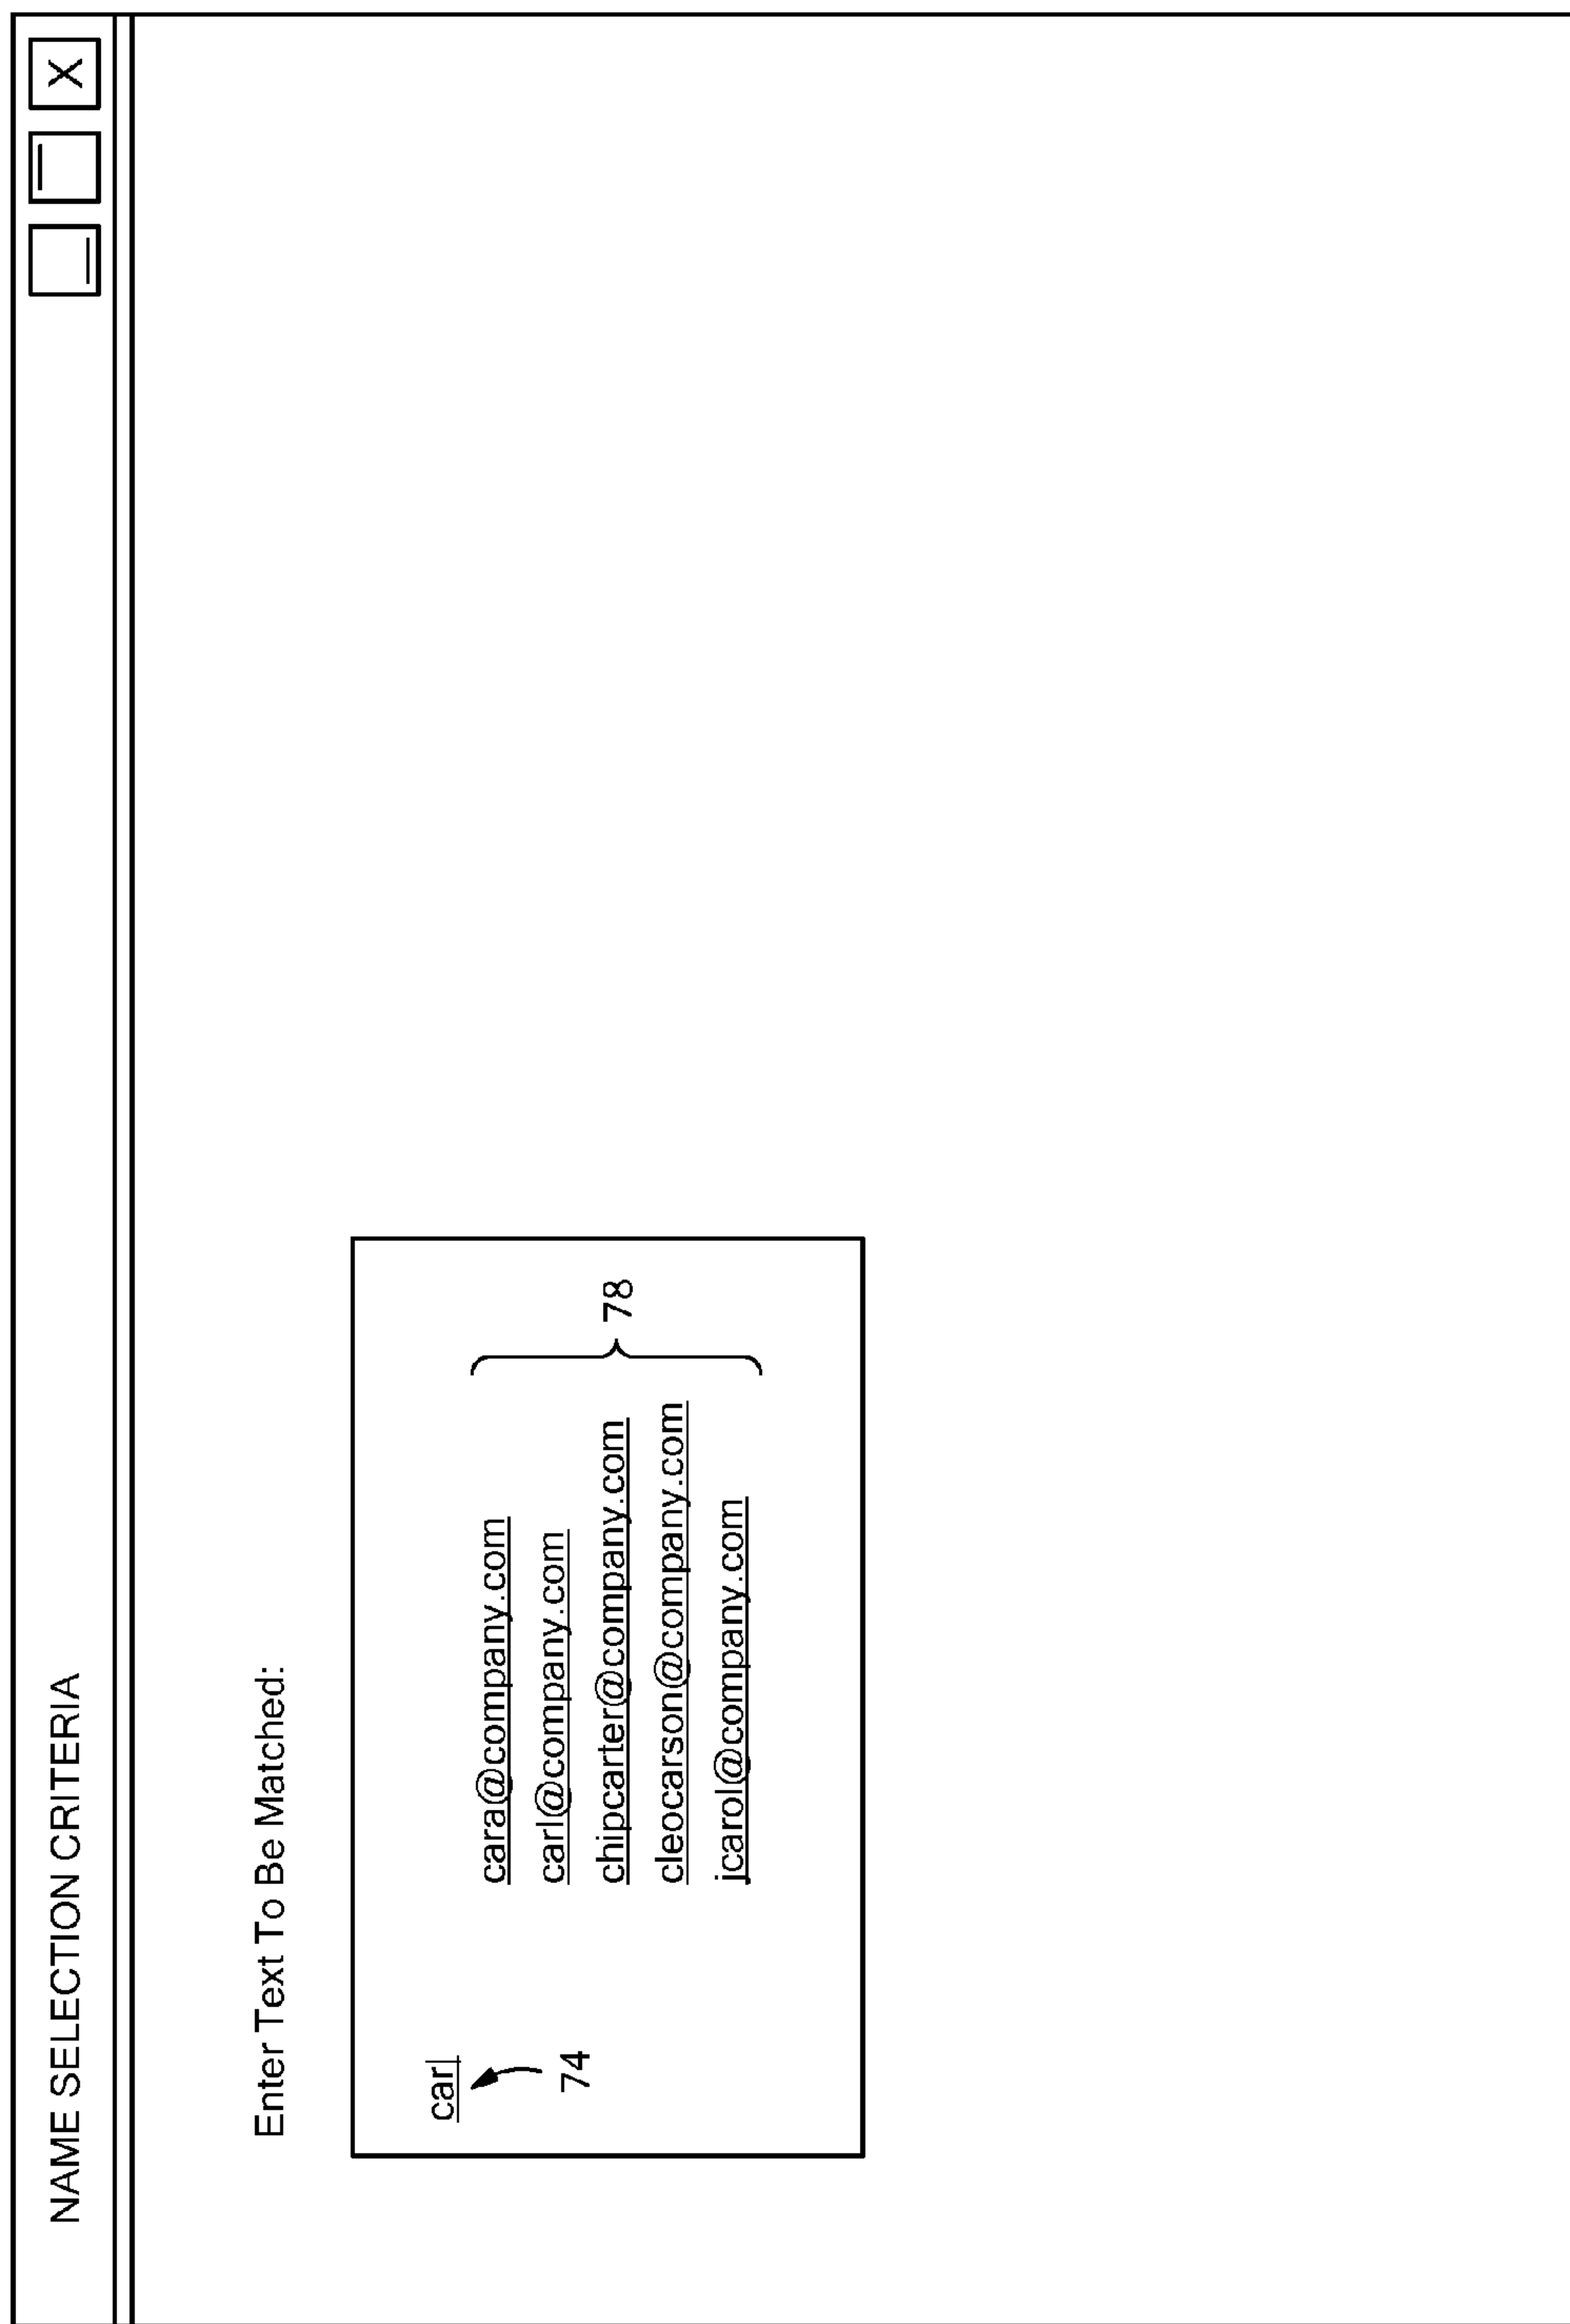 NAME SELECTION CRITERIA
X
Enter Text To Be Matched:
car
74
cara@company.com
carl@company.com
chipcarter@company.com
cleocarson@company.com
jcarol@company.com
78